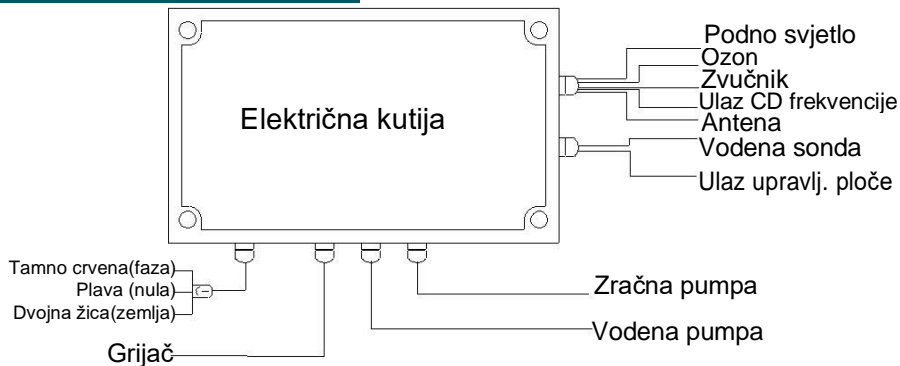 Podno svjetlo
Ozon
Zvučnik
Ulaz CD frekvencije
Antena
Vodena sonda
Ulaz upravlj. ploče
Električna kutija
Tamno crvena(faza)
Plava (nula)
Dvojna žica(zemlja)
Grijač
Zračna pumpa
Vodena pumpa